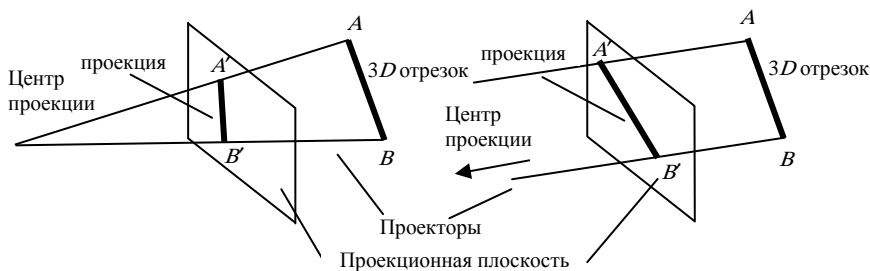 A
A′
проекция
3D отрезок
Центр
проекции
B′
B
A
A′
проекция
3D отрезок
Центр
проекции
B
B′
Проекторы
Проекционная плоскость